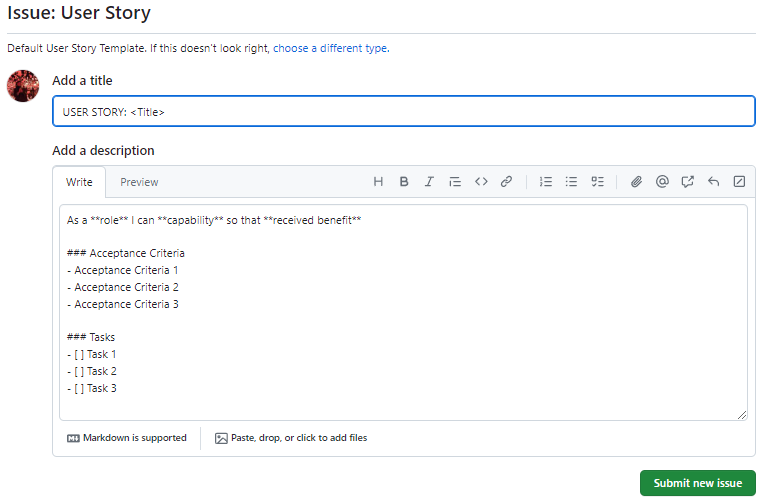 Issue: User Story
Default User Story Template. If this doesn't look right, choose a different type.
Add a title
USER STORY: <Title>
Add a description
Write Preview
As a **role** I can **capability** so that **received benefit**
### Acceptance Criteria
- Acceptance Criteria 1
- Acceptance Criteria 2
- Acceptance Criteria 3
### Tasks
- [ ] Task 1
- [ ] Task 2
- [ ] Task 3
Markdown is supported Paste, drop, or click to add files
Submit new issue